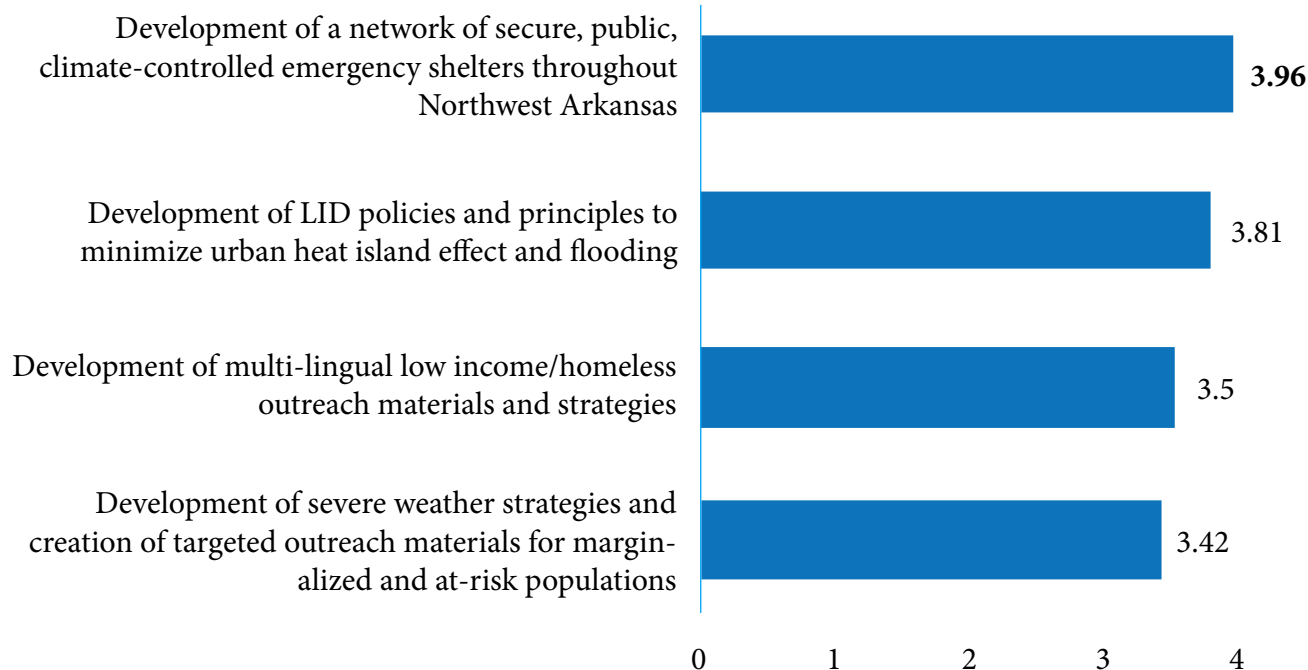 Development of a network of secure, public,
climate-controlled emergency shelters throughout
Northwest Arkansas
3.96
Development of LID policies and principles to
minimize urban heat island effect and flooding
3.81
Development of multi-lingual low income/homeless
outreach materials and strategies
3.5
Development of severe weather strategies and
creation of targeted outreach materials for margin-
alized and at-risk populations
3.42
0 1 2 3 4